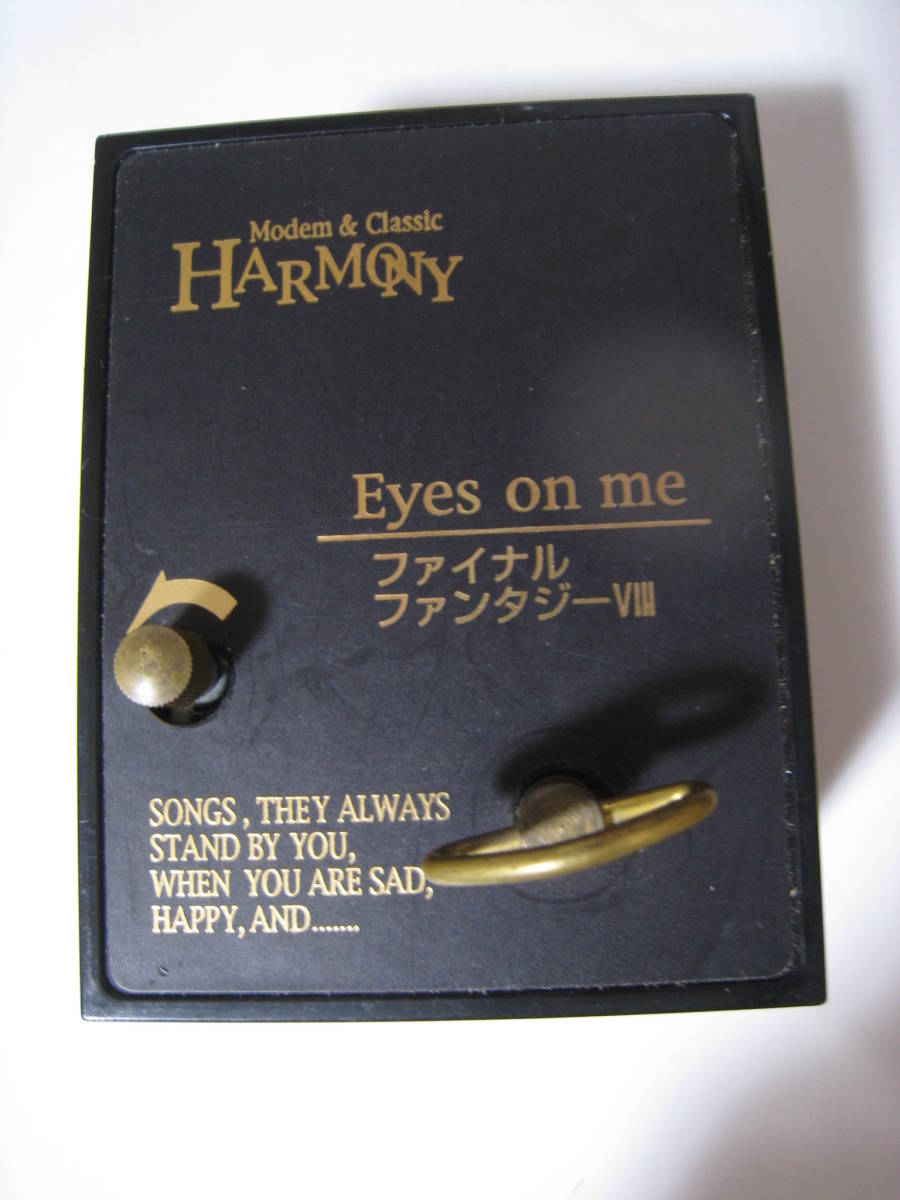 Modem & Classic
HARMONY
Eyes on me
ファイナル
ファンタジーVIII
SONGS, THEY ALWAYS
STAND BY YOU,
WHEN YOU ARE SAD,
HAPPY, AND.......